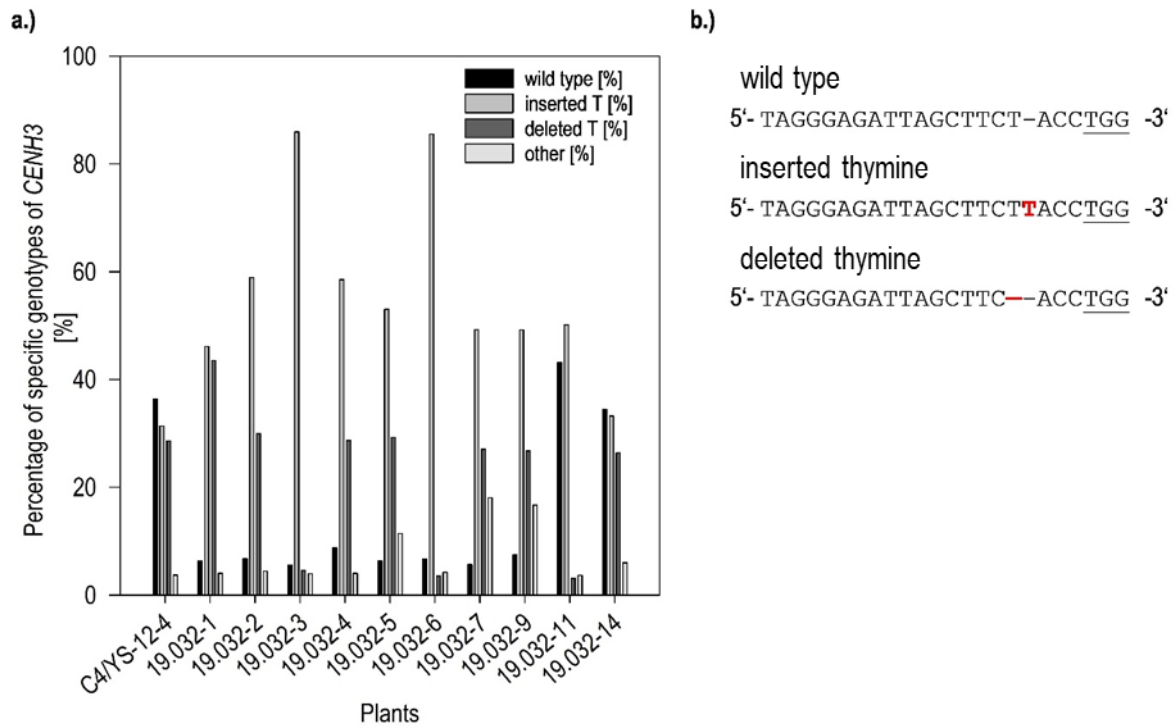 a.)
100
80
60
40
20
0
Percentage of specific genotypes of CENH3
[%]
wild type [%]
inserted T [%]
deleted T [%]
other [%]
C4/YS-12-4
19.032-1
19.032-2
19.032-3
19.032-4
19.032-5
19.032-6
19.032-7
19.032-9
19.032-11
19.032-14
Plants
b.)
wild type
5‘- TAGGGAGATTAGCTTCT-ACCTGG -3‘
inserted thymine
5‘- TAGGGAGATTAGCTTCTTACCTGG -3‘
deleted thymine
5‘- TAGGGAGATTAGCTTC--ACCTGG -3‘